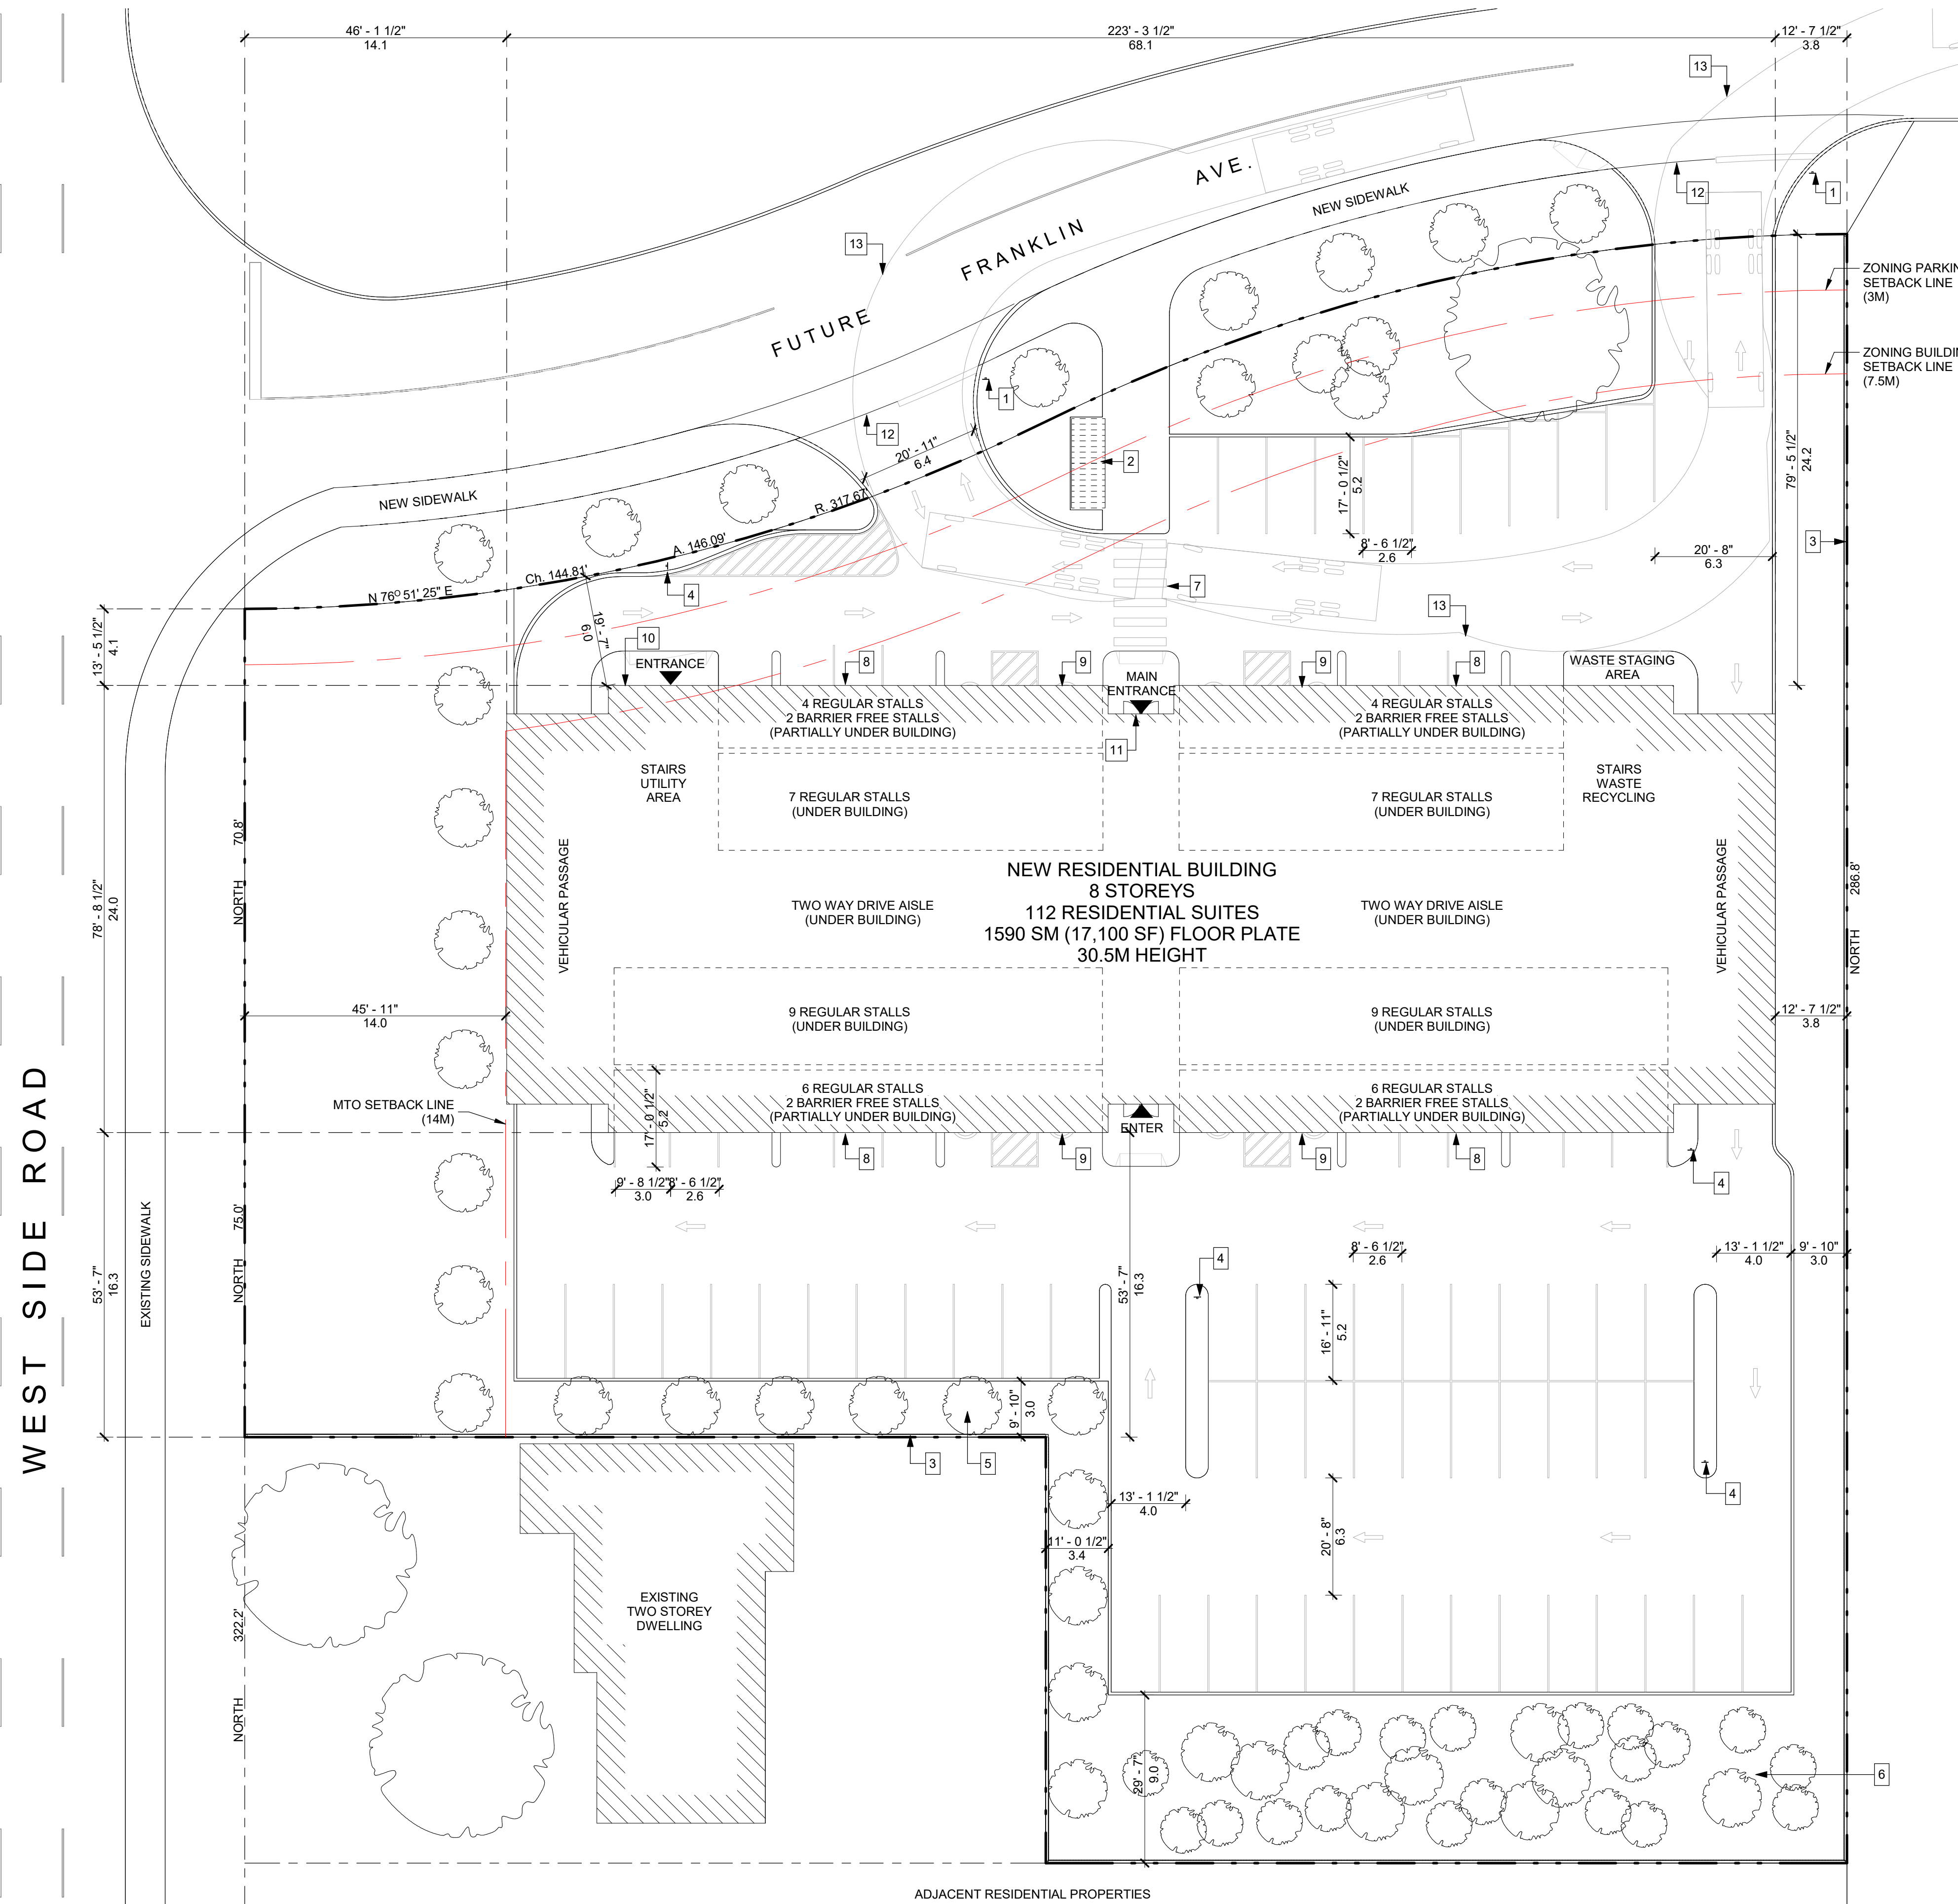 46' - 1 1/2"
14.1
223' - 3 1/2"
68.1
12' - 7 1/2"
3.8
13
FUTURE FRANKLIN AVE.
NEW SIDEWALK
12
1
13
ZONING PARKIN
SETBACK LINE
(3M)
ZONING BUILDI
SETBACK LINE
(7.5M)
1
12
20' - 11"
6.4
2
17' - 0 1/2"
5.2
8' - 6 1/2"
2.6
79' - 5 1/2"
24.2
20' - 8"
6.3
3
NEW SIDEWALK
N 76O 51' 25" E
Ch. 144.81'
A. 146.09'
R. 317.67'
4
7
13
13' - 5 1/2"
4.1
19' - 7"
6.0
10
ENTRANCE
8
9
MAIN
ENTRANCE
11
9
8
WASTE STAGING
AREA
4 REGULAR STALLS
2 BARRIER FREE STALLS
(PARTIALLY UNDER BUILDING)
4 REGULAR STALLS
2 BARRIER FREE STALLS
(PARTIALLY UNDER BUILDING)
STAIRS
UTILITY
AREA
7 REGULAR STALLS
(UNDER BUILDING)
7 REGULAR STALLS
(UNDER BUILDING)
STAIRS
WASTE
RECYCLING
NORTH 70.8'
78' - 8 1/2"
24.0
VEHICULAR PASSAGE
NEW RESIDENTIAL BUILDING
8 STOREYS
112 RESIDENTIAL SUITES
1590 SM (17,100 SF) FLOOR PLATE
30.5M HEIGHT
TWO WAY DRIVE AISLE
(UNDER BUILDING)
TWO WAY DRIVE AISLE
(UNDER BUILDING)
VEHICULAR PASSAGE
NORTH 286.8'
45' - 11"
14.0
12' - 7 1/2"
3.8
9 REGULAR STALLS
(UNDER BUILDING)
9 REGULAR STALLS
(UNDER BUILDING)
WEST SIDE ROAD
MTO SETBACK LINE
(14M)
17' - 0 1/2"
5.2
6 REGULAR STALLS
2 BARRIER FREE STALLS
(PARTIALLY UNDER BUILDING)
6 REGULAR STALLS
2 BARRIER FREE STALLS
(PARTIALLY UNDER BUILDING)
ENTER
8
9
9
8
4
9' - 8 1/2"
3.0
8' - 6 1/2"
2.6
EXISTING SIDEWALK
NORTH 75.0'
53' - 7"
16.3
53' - 7"
16.3
4
8' - 6 1/2"
2.6
13' - 1 1/2"
4.0
9' - 10"
3.0
16' - 11"
5.2
9' - 10"
3.0
3
5
4
13' - 1 1/2"
4.0
11' - 0 1/2"
3.4
20' - 8"
6.3
EXISTING
TWO STOREY
DWELLING
NORTH 322.2'
29' - 7"
9.0
6
ADJACENT RESIDENTIAL PROPERTIES